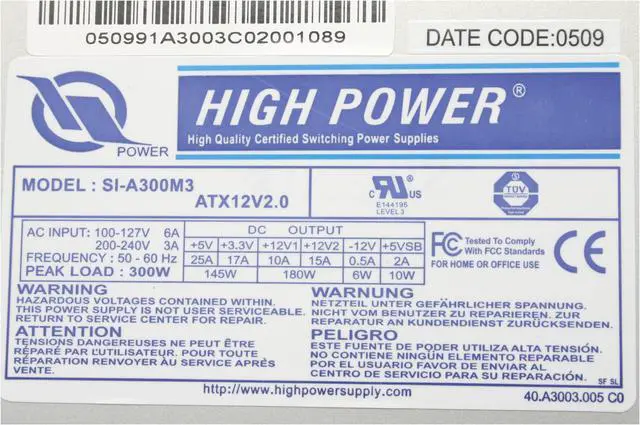 050991A3003C02001089
DATE CODE:0509
POWER
HIGH POWER®
High Quality Certified Switching Power Supplies
MODEL : SI-A300M3
ATX12V2.0
c RU® US
E144195
LEVEL 3
TÜV
AC INPUT: 100-127V 6A
200-240V 3A
FREQUENCY : 50 - 60 Hz
PEAK LOAD : 300W
DC OUTPUT
+5V +3.3V +12V1 +12V2 -12V +5VSB
25A 17A 10A 15A 0.5A 2A
145W 180W 6W 10W
FC Tested To Comply
With FCC Standards
FOR HOME OR OFFICE USE
CE
WARNING
HAZARDOUS VOLTAGES CONTAINED WITHIN.
THIS POWER SUPPLY IS NOT USER SERVICEABLE.
RETURN TO SERVICE CENTER FOR REPAIR.
ATTENTION
TENSIONS DANGEREUSES NE PEUT ÊTRE
RÉPARÉ PAR L'UTILISATEUR. POUR TOUTE
RÉPARATION RENVOYER AU SERVICE APRÈS
VENTE.
WARNUNG
NETZTEIL UNTER GEFÄHRLICHER SPANNUNG.
NICHT VOM BENUTZER ZU REPARIEREN. ZUR
REPARATUR AN KUNDENDIENST ZURÜCKSENDEN.
PELIGRO
ESTE FUENTE DE PODER UTILIZA ALTA TENSIÓN.
NO CONTIENE NINGÚN ELEMENTO REPARABLE.
POR EL USUARIO FAVOR DE ENVIAR AL
CENTRO DE SERVICIO PARA REPARACIÓN.
SF SL
http://www.highpowersupply.com
40.A3003.005 C0